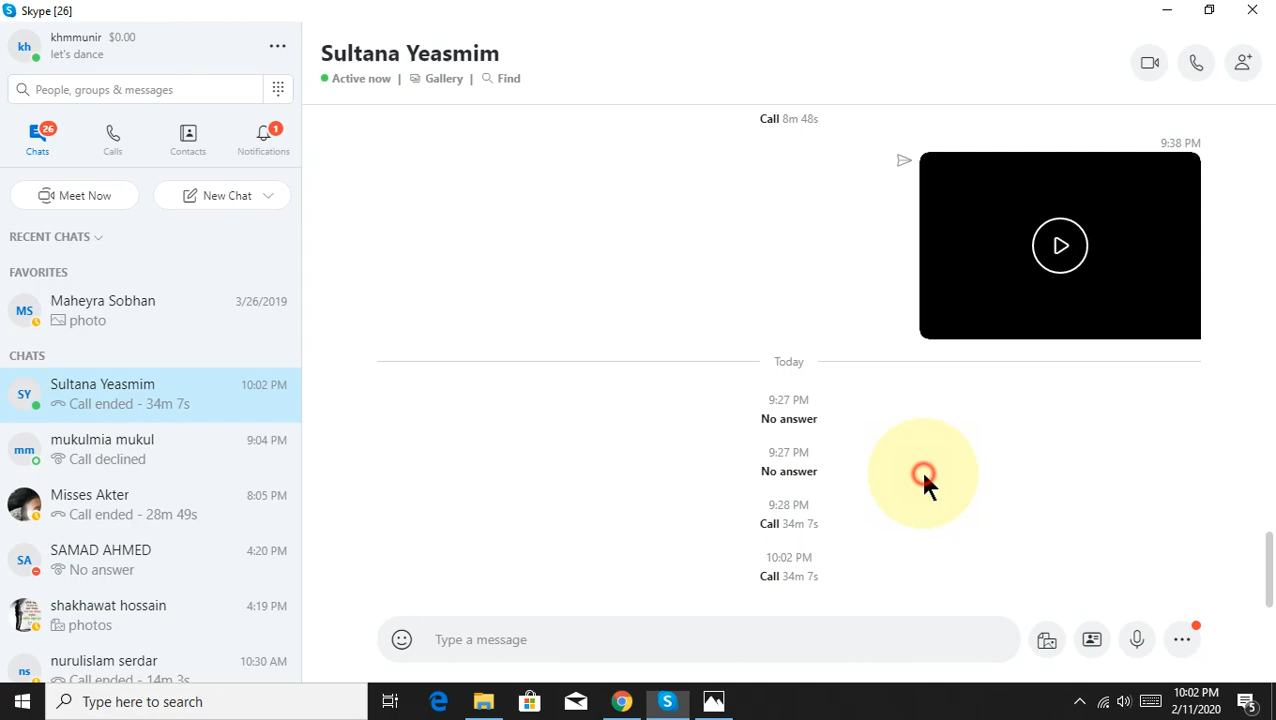 Skype [26]
kh
khmmunir $0.00
let's dance
People, groups & messages
26
Chats
Calls
Contacts
1
Notifications
Meet Now
New Chat
RECENT CHATS
FAVORITES
MS
Maheyra Sobhan
3/26/2019
photo
CHATS
SY
Sultana Yeasmim
10:02 PM
Call ended - 34m 7s
mm
mukulmia mukul
9:04 PM
Call declined
Misses Akter
8:05 PM
Call ended - 28m 49s
SA
SAMAD AHMED
4:20 PM
No answer
shakhawat hossain
4:19 PM
photos
ns
nurulislam serdar
10:30 AM
Call ended - 14m 3s
Sultana Yeasmim
Active now | Gallery | Find
Call 8m 48s
9:38 PM
Today
9:27 PM
No answer
9:27 PM
No answer
9:28 PM
Call 34m 7s
10:02 PM
Call 34m 7s
Type a message
Type here to search
10:02 PM
2/11/2020
5